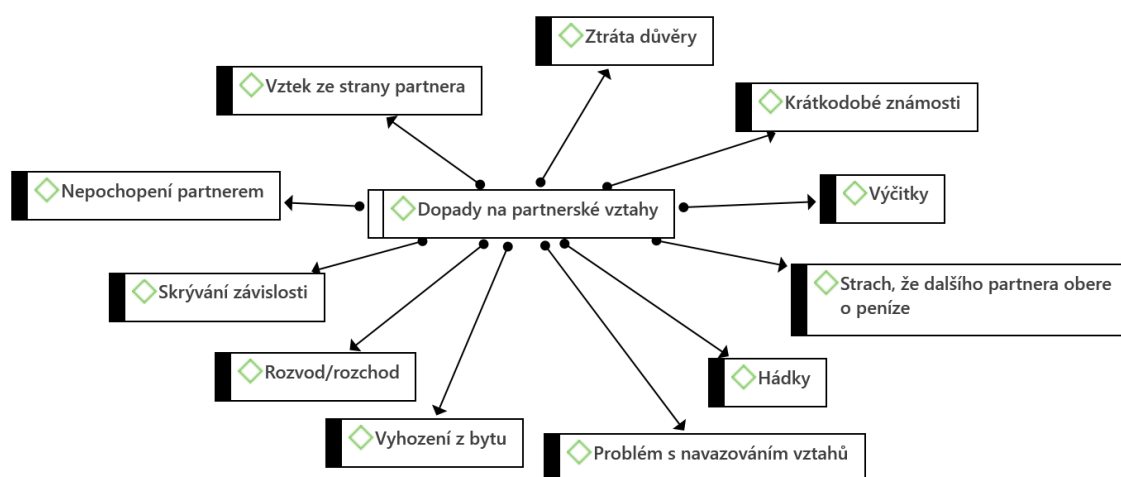 Ztráta důvěry
Vztek ze strany partnera
Krátkodobé známosti
Nepochopení partnerem
Dopady na partnerské vztahy
Výčitky
Skrývání závislosti
Strach, že dalšího partnera obere
o peníze
Rozvod/rozchod
Hádky
Vyhození z bytu
Problém s navazováním vztahů